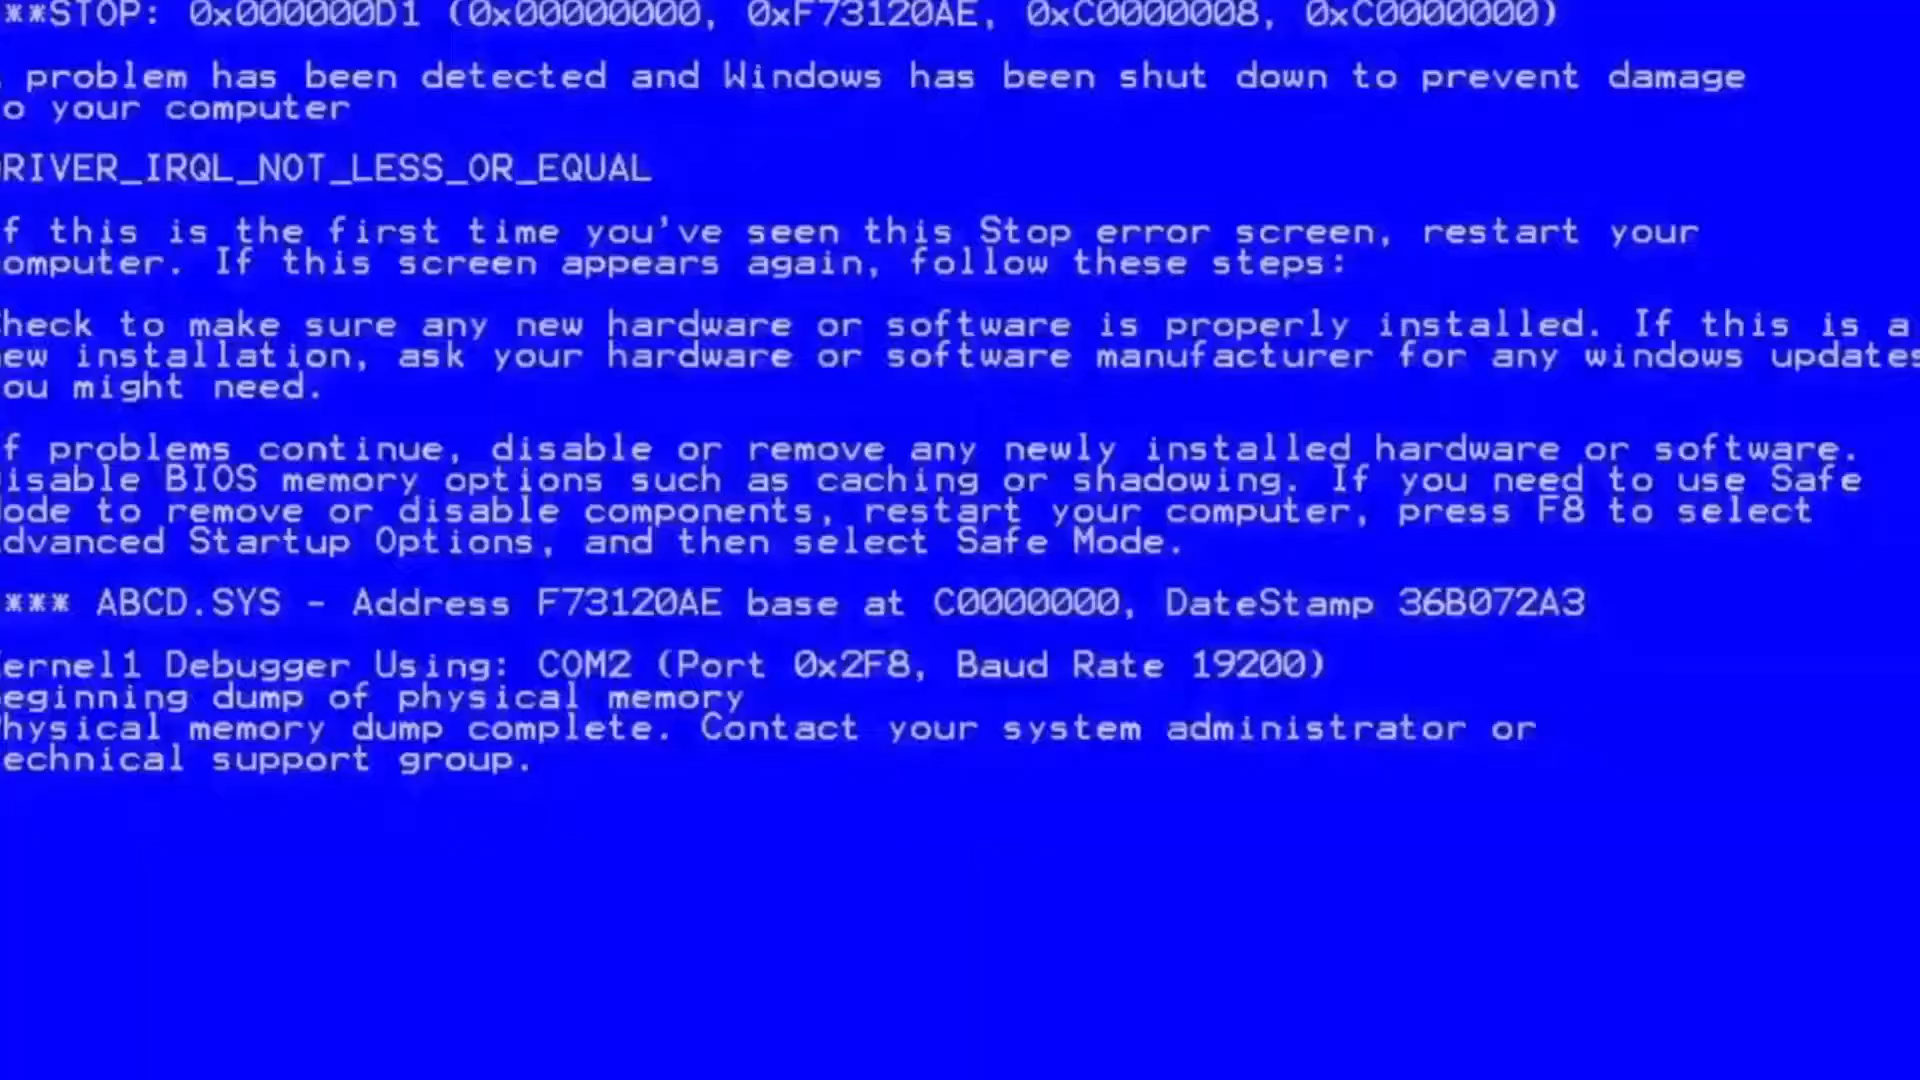 **STOP: 0x000000D1 (0x00000000, 0xF73120AE, 0xC0000008, 0xC0000000)
problem has been detected and Windows has been shut down to prevent damage
o your computer
RIVER_IRQL_NOT_LESS_OR_EQUAL
f this is the first time you've seen this Stop error screen, restart your
omputer. If this screen appears again, follow these steps:
heck to make sure any new hardware or software is properly installed. If this is a
ew installation, ask your hardware or software manufacturer for any windows updates
ou might need.
f problems continue, disable or remove any newly installed hardware or software.
isable BIOS memory options such as caching or shadowing. If you need to use Safe
ode to remove or disable components, restart your computer, press F8 to select
dvanced Startup Options, and then select Safe Mode.
*** ABCD.SYS - Address F73120AE base at C0000000, DateStamp 36B072A3
ernel1 Debugger Using: COM2 (Port 0x2F8, Baud Rate 19200)
eginning dump of physical memory
hysical memory dump complete. Contact your system administrator or
echnical support group.